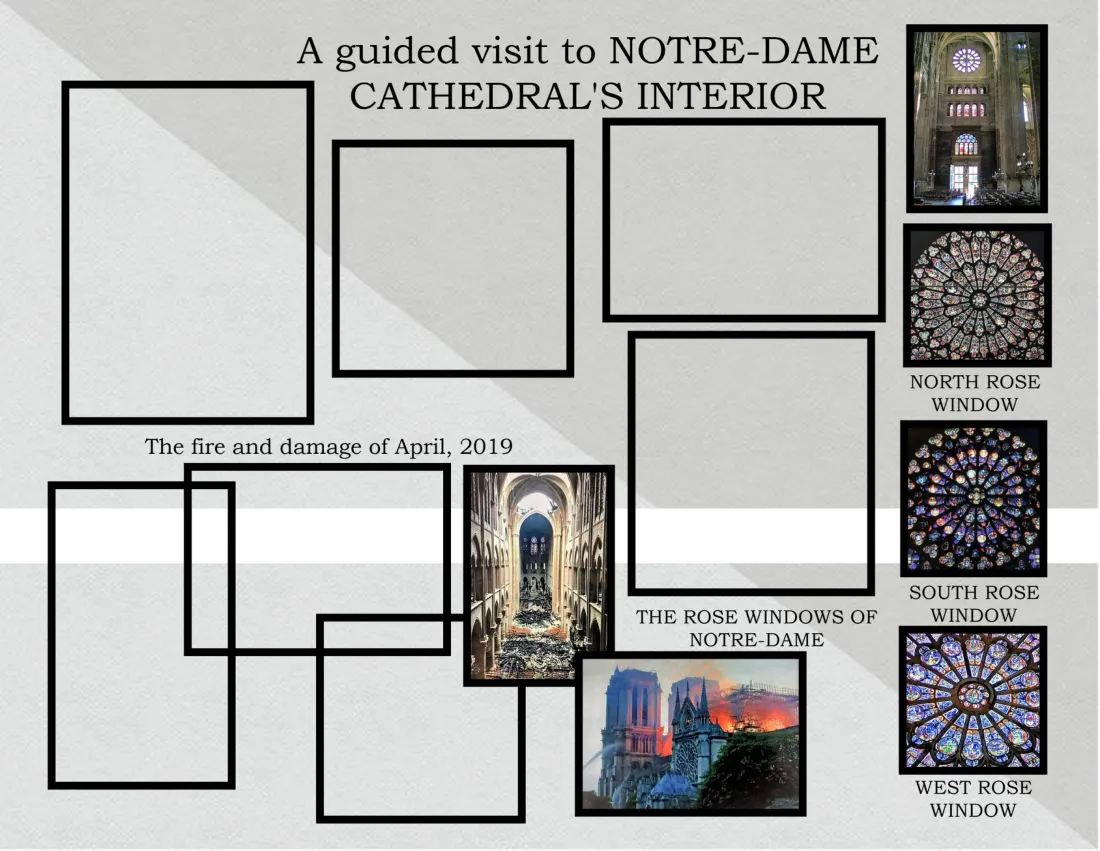 A guided visit to NOTRE-DAME
CATHEDRAL'S INTERIOR
NORTH ROSE
WINDOW
The fire and damage of April, 2019
SOUTH ROSE
WINDOW
THE ROSE WINDOWS OF
NOTRE-DAME
WEST ROSE
WINDOW